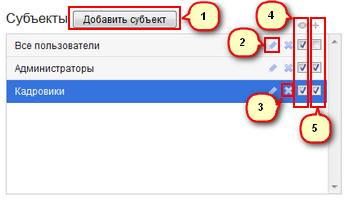 Субъекты Добавить субъект 1 4
Все пользователи 2
Администраторы
Кадровики
3 5